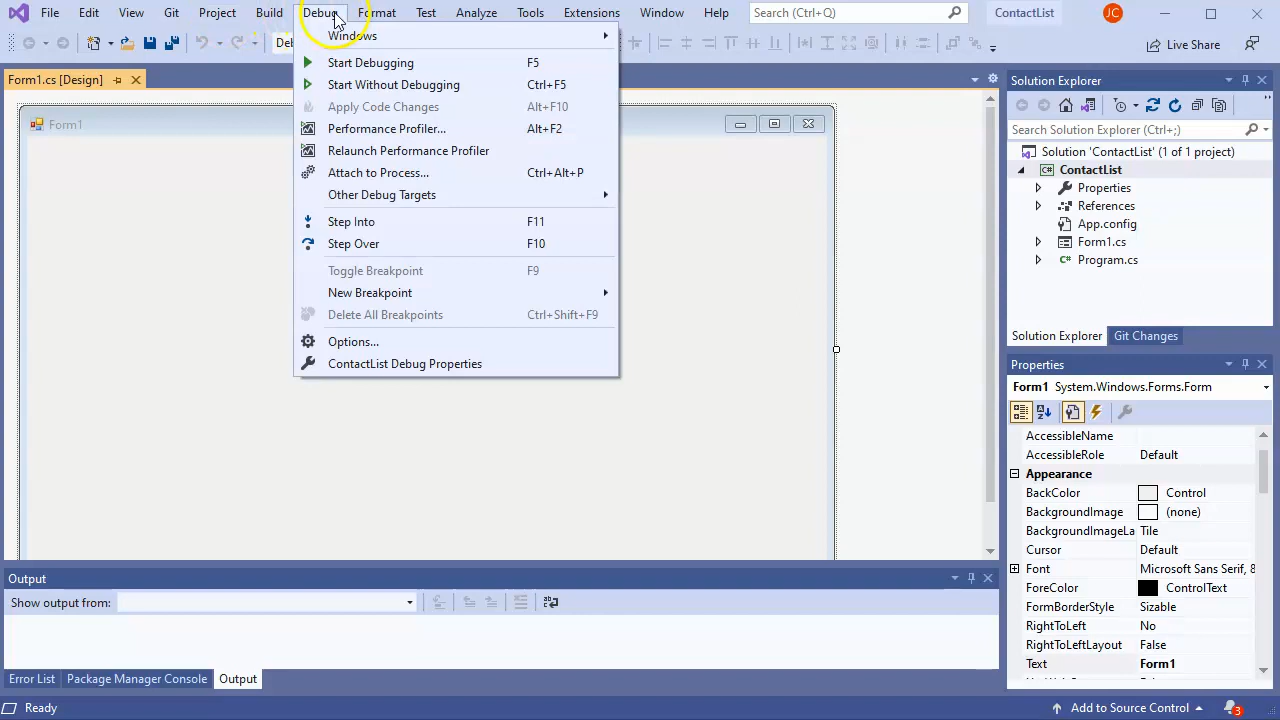 File Edit View Git Project Build Debug Format Test Analyze Tools Extensions Window Help Search (Ctrl+Q) ContactList JC
Live Share
Form1.cs [Design]
Form1
Windows
Start Debugging F5
Start Without Debugging Ctrl+F5
Apply Code Changes Alt+F10
Performance Profiler... Alt+F2
Relaunch Performance Profiler
Attach to Process... Ctrl+Alt+P
Other Debug Targets
Step Into F11
Step Over F10
Toggle Breakpoint F9
New Breakpoint
Delete All Breakpoints Ctrl+Shift+F9
Options...
ContactList Debug Properties
Solution Explorer
Search Solution Explorer (Ctrl+;)
Solution 'ContactList' (1 of 1 project)
ContactList
Properties
References
App.config
Form1.cs
Program.cs
Solution Explorer Git Changes
Properties
Form1 System.Windows.Forms.Form
AccessibleName
AccessibleRole Default
Appearance
BackColor Control
BackgroundImage (none)
BackgroundImageLa Tile
Cursor Default
Font Microsoft Sans Serif, 8
ForeColor ControlText
FormBorderStyle Sizable
RightToLeft No
RightToLeftLayout False
Text Form1
Output
Show output from:
Error List Package Manager Console Output
Ready Add to Source Control 3